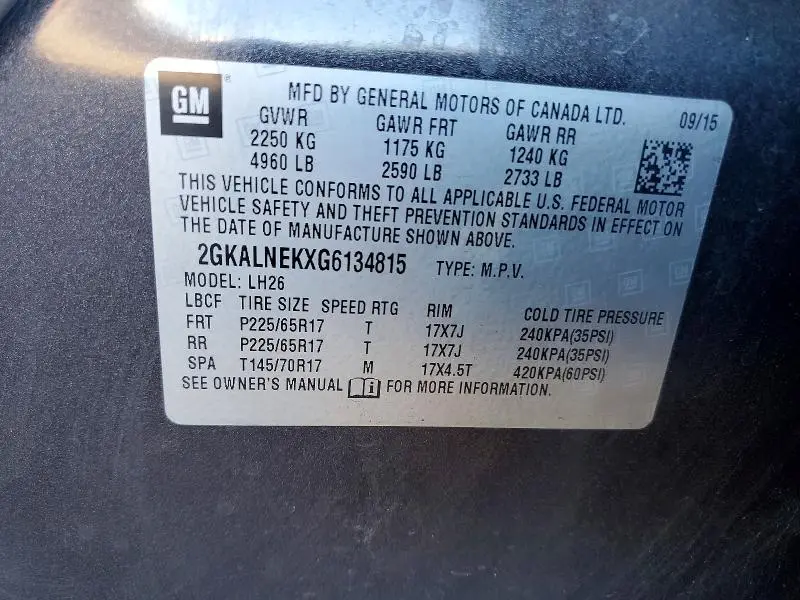 GM ®
MFD BY GENERAL MOTORS OF CANADA LTD. 09/15
GVWR GAWR FRT GAWR RR
2250 KG 1175 KG 1240 KG
4960 LB 2590 LB 2733 LB
THIS VEHICLE CONFORMS TO ALL APPLICABLE U.S. FEDERAL MOTOR
VEHICLE SAFETY AND THEFT PREVENTION STANDARDS IN EFFECT ON
THE DATE OF MANUFACTURE SHOWN ABOVE.
2GKALNEKXG6134815 TYPE: M.P.V.
MODEL: LH26
LBCF TIRE SIZE SPEED RTG RIM COLD TIRE PRESSURE
FRT P225/65R17 T 17X7J 240KPA(35PSI)
RR P225/65R17 T 17X7J 240KPA(35PSI)
SPA T145/70R17 M 17X4.5T 420KPA(60PSI)
SEE OWNER'S MANUAL i FOR MORE INFORMATION.